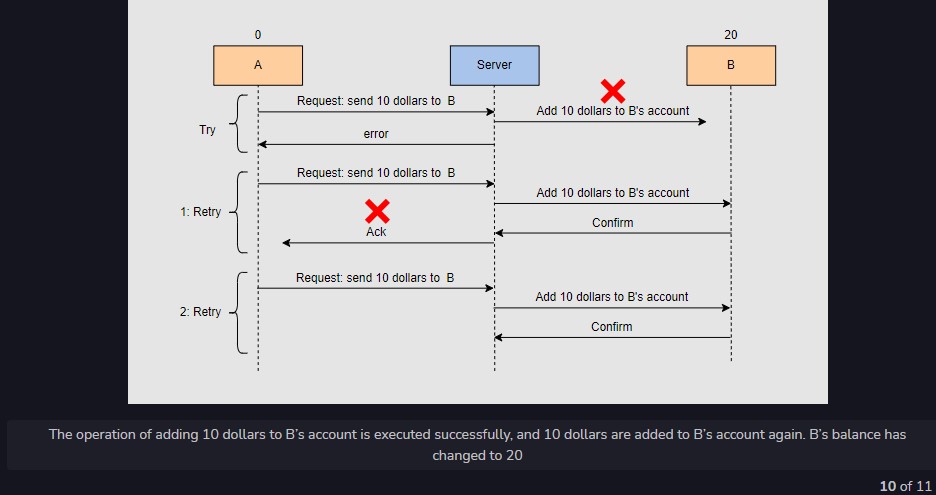 0
20
A
Server
B
Request: send 10 dollars to B
Add 10 dollars to B's account
Try
error
Request: send 10 dollars to B
Add 10 dollars to B's account
1: Retry
Confirm
Ack
Request: send 10 dollars to B
Add 10 dollars to B's account
2: Retry
Confirm
The operation of adding 10 dollars to B's account is executed successfully, and 10 dollars are added to B's account again. B's balance has
changed to 20
10 of 11